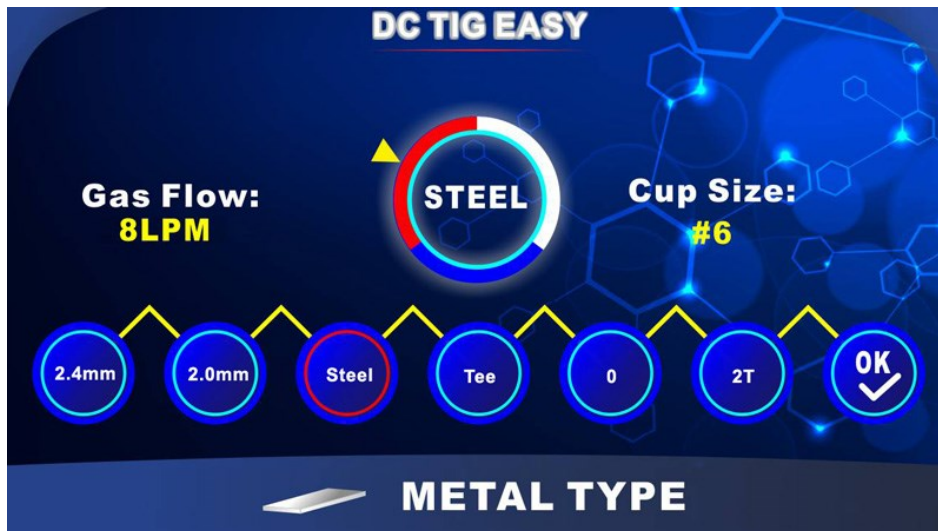 DC TIG EASY
STEEL
Gas Flow:
8LPM
Cup Size:
#6
2.4mm
2.0mm
Steel
Tee
0
2T
OK
METAL TYPE